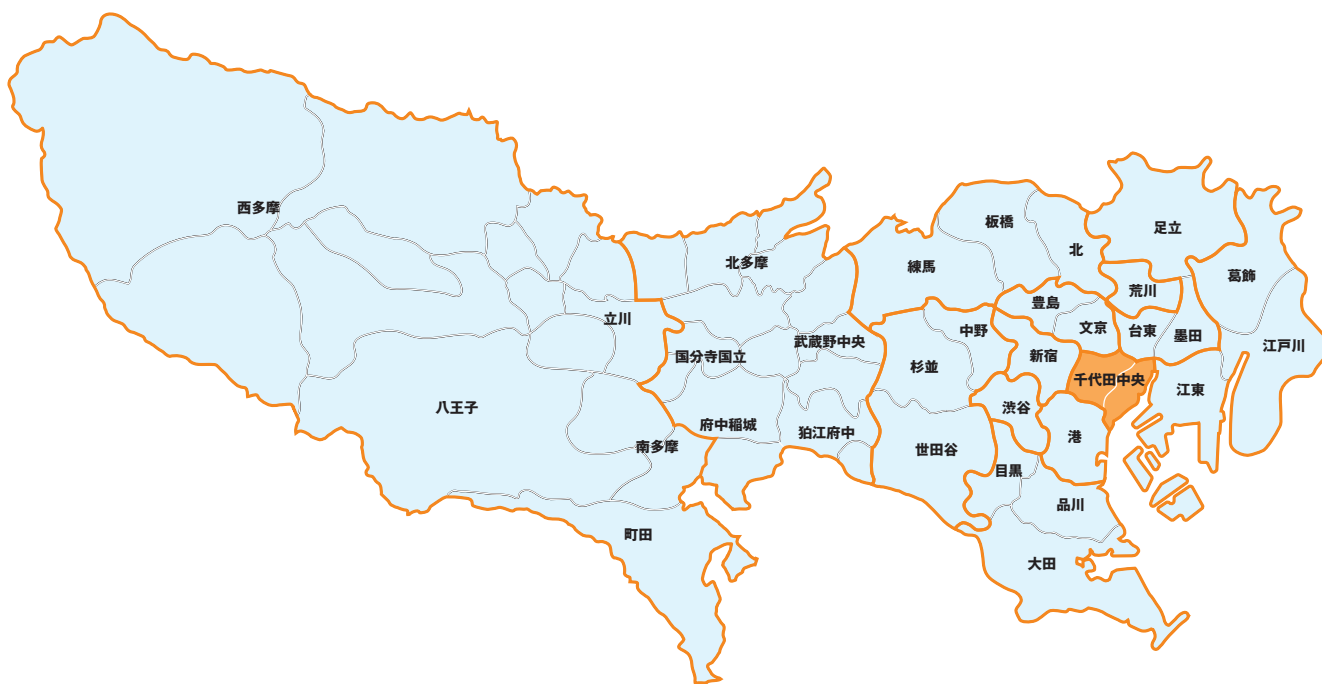 西多摩
北多摩
立川
国分寺国立
武蔵野中央
八王子
府中稲城
南多摩
狛江府中
町田
板橋
北
足立
練馬
葛飾
荒川
豊島
文京
台東
墨田
江戸川
中野
新宿
杉並
千代田中央
江東
渋谷
港
世田谷
目黒
品川
大田